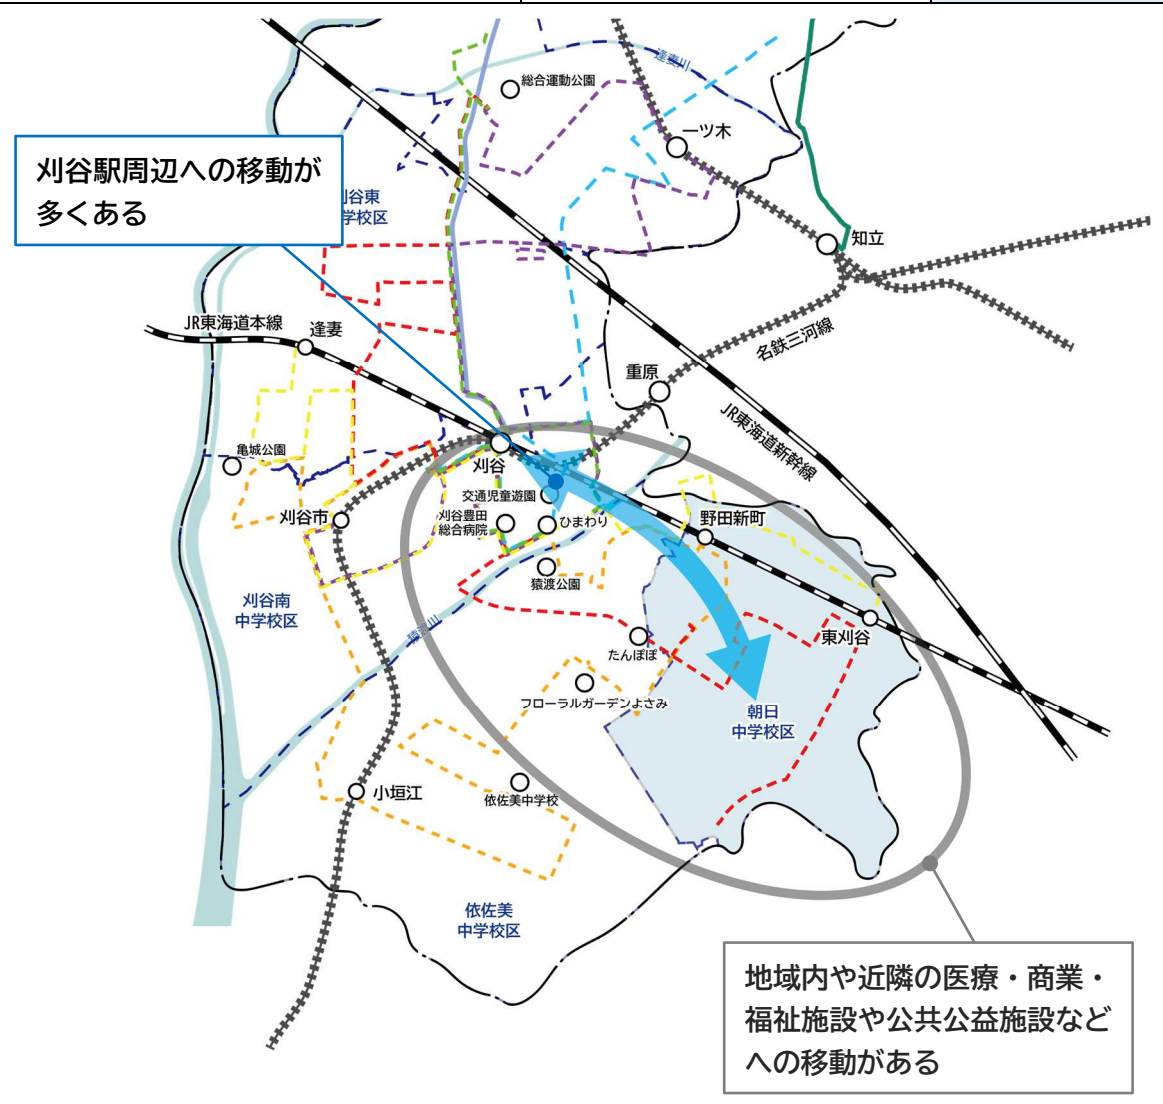 総合運動公園
逢妻川
一ツ木
刈谷駅周辺への移動が
多くある
刈谷東
中学校区
知立
JR東海道本線
逢妻
名鉄三河線
重原
JR東海道新幹線
亀城公園
刈谷
交通児童遊園
刈谷豊田
総合病院
ひまわり
刈谷市
野田新町
猿渡公園
刈谷南
中学校区
猿渡川
東刈谷
たんぽぽ
フローラルガーデンよさみ
朝日
中学校区
小垣江
依佐美中学校
依佐美
中学校区
地域内や近隣の医療・商業・
福祉施設や公共公益施設など
への移動がある